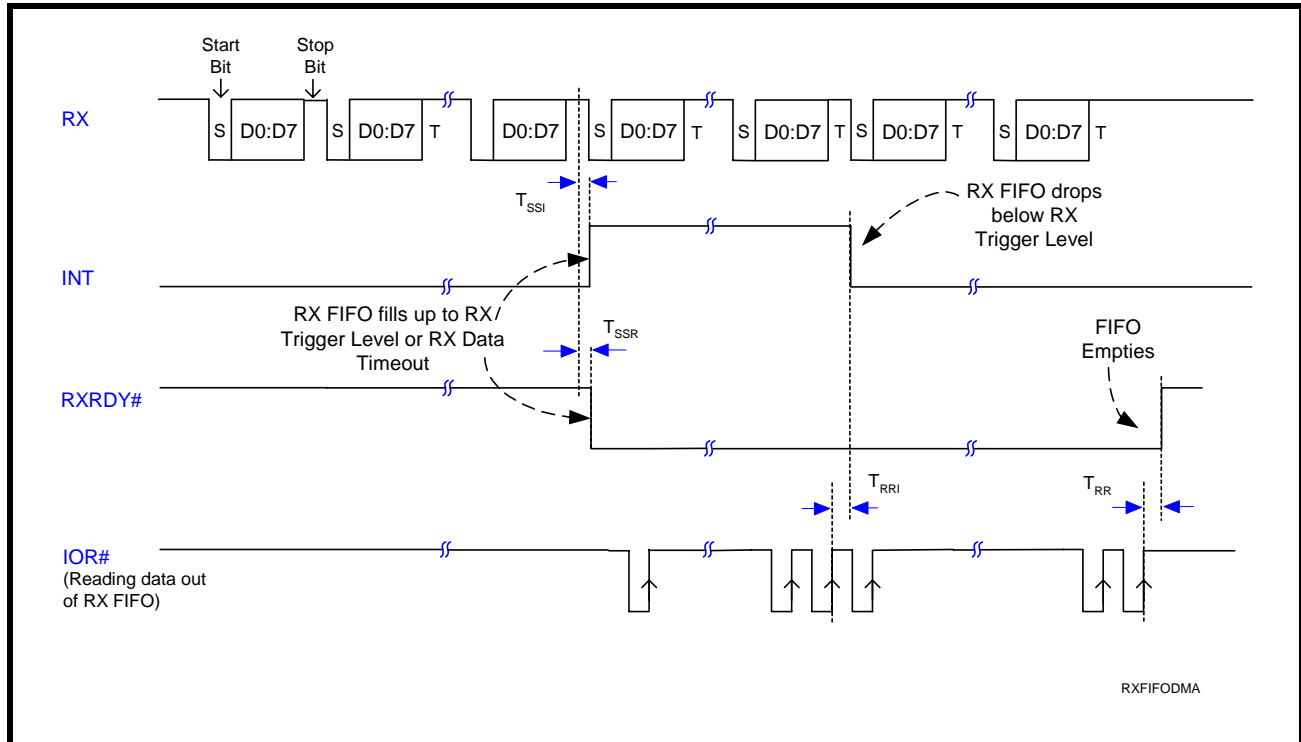 Start
Bit
Stop
Bit
RX
S D0:D7 S D0:D7 T D0:D7 S D0:D7 T S D0:D7 T S D0:D7 T S D0:D7 T
TSSI
RX FIFO drops
below RX
Trigger Level
INT
RX FIFO fills up to RX
Trigger Level or RX Data
Timeout
TSSR
FIFO
Empties
RXRDY#
TRRI
TRR
IOR#
(Reading data out
of RX FIFO)
RXFIFODMA